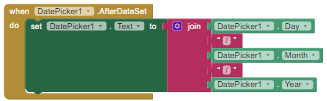 when DatePicker1 .AfterDateSet
do set DatePicker1 . Text to join DatePicker1 . Day
" / "
DatePicker1 . Month
" / "
DatePicker1 . Year